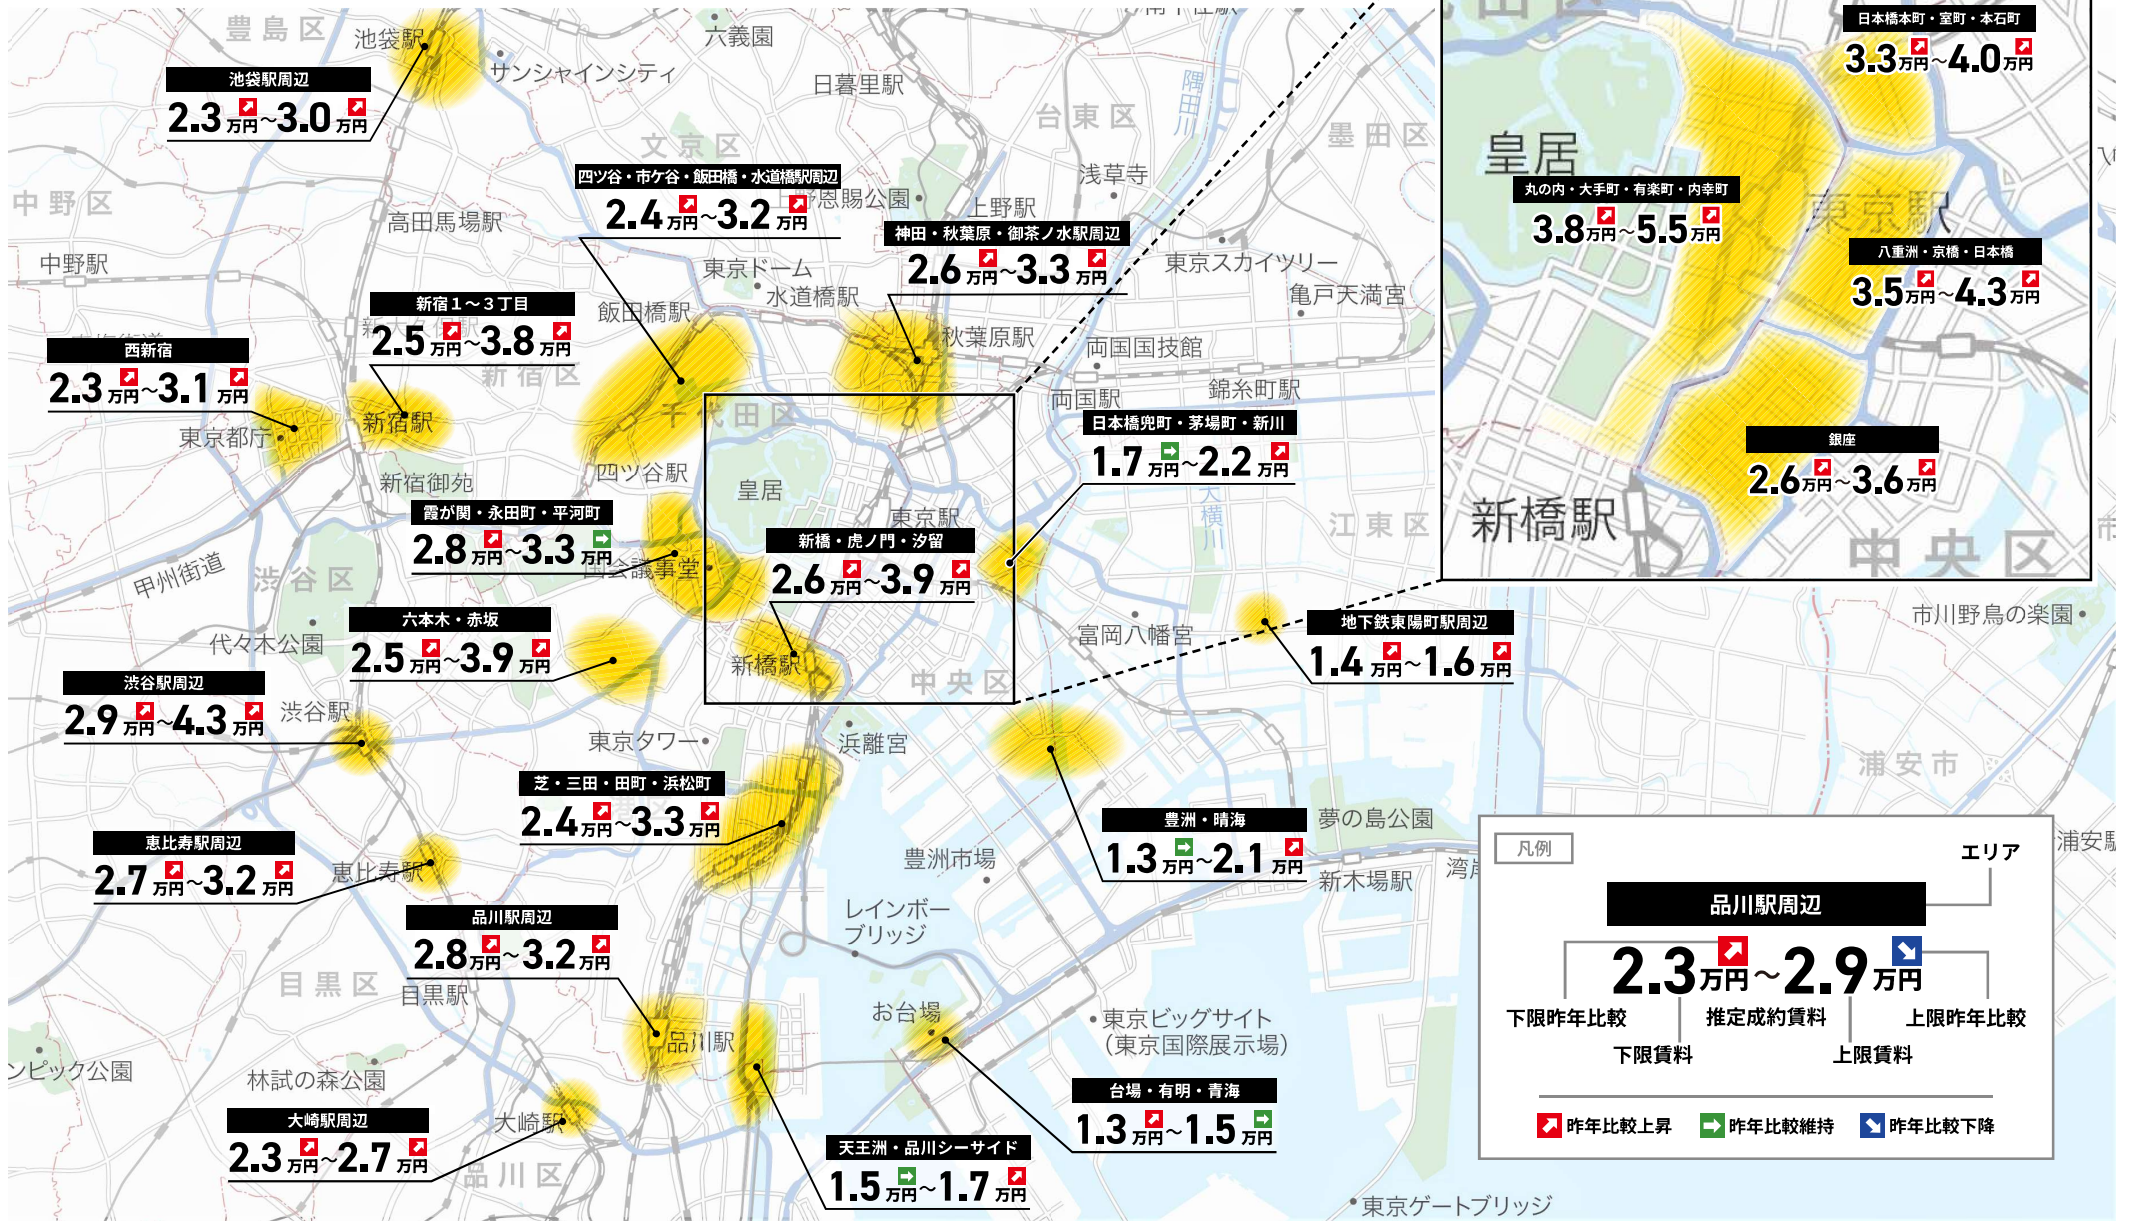 豊島区
池袋駅
六義園
サンシャインシティ
日暮里駅
隅田川
台東区
墨田区
文京区
浅草寺
中野区
高田馬場駅
上野恩賜公園
上野駅
中野駅
東京ドーム
水道橋駅
東京スカイツリー
亀戸天満宮
飯田橋駅
秋葉原駅
両国国技館
新宿区
千代田区
両国駅
錦糸町駅
新宿駅
東京都庁
新宿御苑
四ツ谷駅
皇居
東京駅
大横川
江東区
甲州街道
渋谷区
国会議事堂
代々木公園
新橋駅
中央区
富岡八幡宮
市川野鳥の楽園
渋谷駅
東京タワー
浜離宮
浦安市
恵比寿駅
豊洲市場
夢の島公園
新木場駅
浦安駅
レインボー
ブリッジ
目黒区
目黒駅
お台場
東京ビッグサイト
(東京国際展示場)
品川駅
ンピック公園
林試の森公園
大崎駅
品川区
東京ゲートブリッジ
池袋駅周辺
2.3万円~3.0万円
四ツ谷・市ケ谷・飯田橋・水道橋駅周辺
2.4万円~3.2万円
神田・秋葉原・御茶ノ水駅周辺
2.6万円~3.3万円
新宿1~3丁目
2.5万円~3.8万円
西新宿
2.3万円~3.1万円
日本橋兜町・茅場町・新川
1.7万円~2.2万円
霞が関・永田町・平河町
2.8万円~3.3万円
新橋・虎ノ門・汐留
2.6万円~3.9万円
六本木・赤坂
2.5万円~3.9万円
地下鉄東陽町駅周辺
1.4万円~1.6万円
渋谷駅周辺
2.9万円~4.3万円
芝・三田・田町・浜松町
2.4万円~3.3万円
豊洲・晴海
1.3万円~2.1万円
恵比寿駅周辺
2.7万円~3.2万円
品川駅周辺
2.8万円~3.2万円
台場・有明・青海
1.3万円~1.5万円
大崎駅周辺
2.3万円~2.7万円
天王洲・品川シーサイド
1.5万円~1.7万円
日本橋本町・室町・本石町
3.3万円~4.0万円
皇居
丸の内・大手町・有楽町・内幸町
3.8万円~5.5万円
東京駅
八重洲・京橋・日本橋
3.5万円~4.3万円
銀座
2.6万円~3.6万円
新橋駅
中央区
凡例
エリア
品川駅周辺
2.3万円~2.9万円
下限昨年比較
推定成約賃料
上限昨年比較
下限賃料
上限賃料
昨年比較上昇
昨年比較維持
昨年比較下降